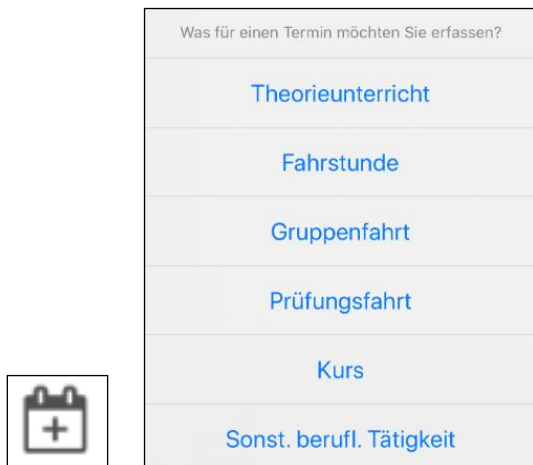 Was für einen Termin möchten Sie erfassen?
Theorieunterricht
Fahrstunde
Gruppenfahrt
Prüfungsfahrt
Kurs
Sonst. berufl. Tätigkeit